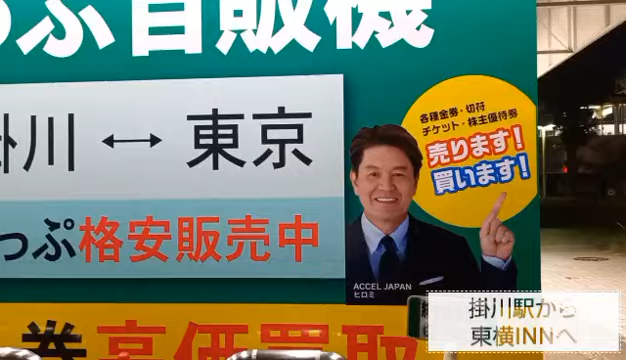 っぷ自販機
掛川 ↔ 東京
っぷ格安販売中
各種金券・切符
チケット・株主優待券
売ります!
買います!
ACCEL JAPAN
ヒロミ
券高価買取
掛川駅から
東横INNへ